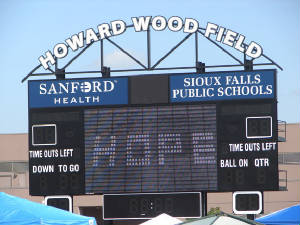 HOWARD WOOD FIELD
SANFORD
HEALTH
SIOUX FALLS
PUBLIC SCHOOLS
HOPE
TIME OUTS LEFT
TIME OUTS LEFT
DOWN TO GO
BALL ON QTR